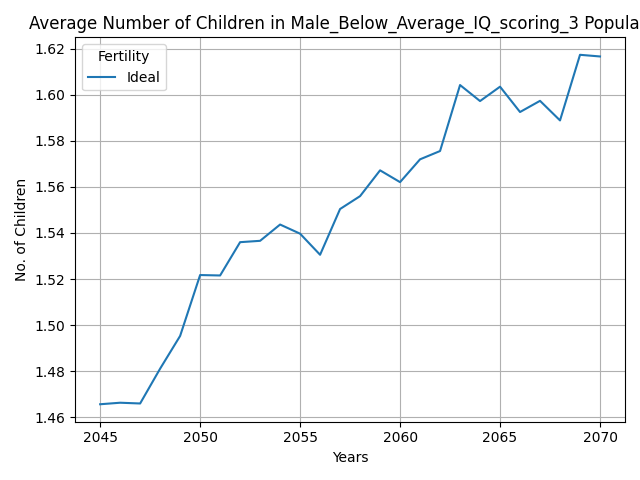 Average Number of Children in Male_Below_Average_IQ_scoring_3 Popula
Fertility
Ideal
1.62
1.60
1.58
1.56
1.54
1.52
1.50
1.48
1.46
No. of Children
2045 2050 2055 2060 2065 2070
Years